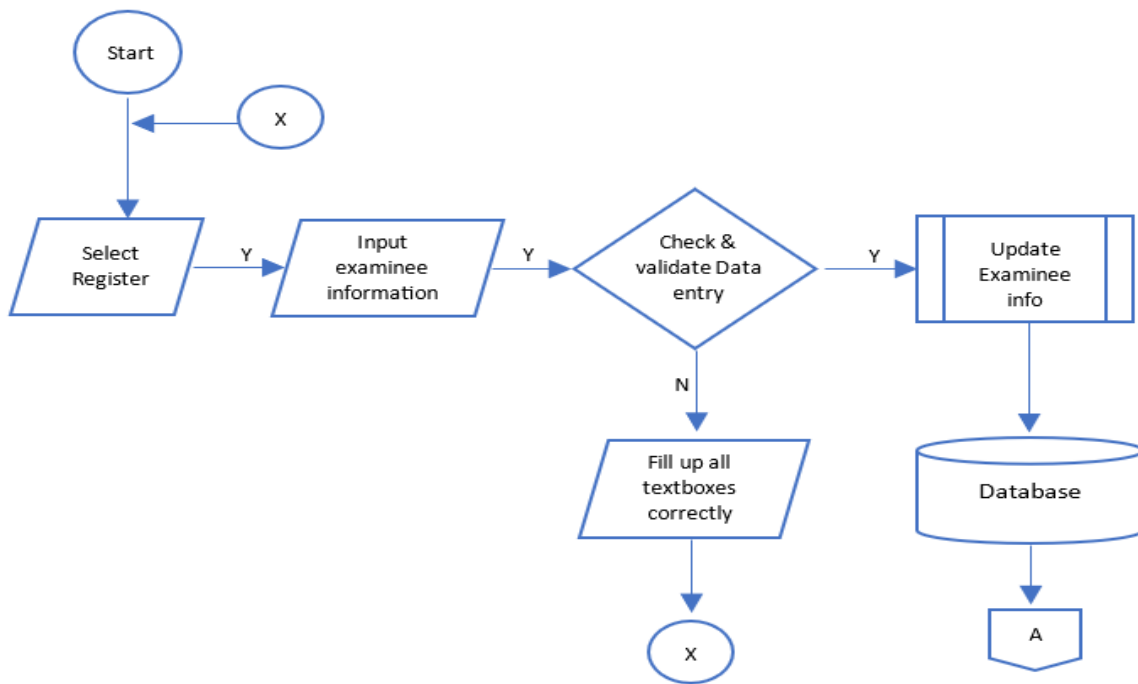 Start
X
Select
Register
Y
Input
examinee
information
Y
Check &
validate Data
entry
Y
Update
Examinee
info
N
Fill up all
textboxes
correctly
Database
X
A